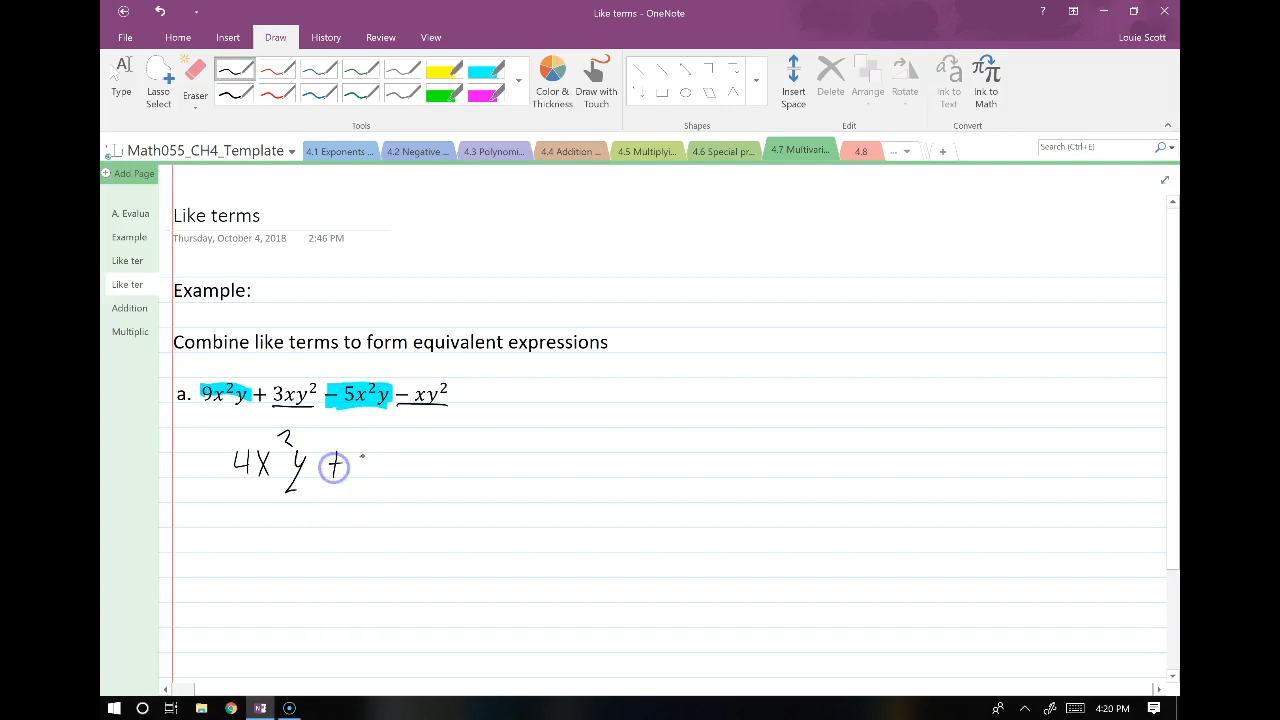 Like terms - OneNote
?
File Home Insert Draw History Review View
Louie Scott
Type
Lasso Select
Eraser
Color & Thickness
Draw with Touch
Insert Space
Delete
Arrange
Rotate
Ink to Text
Ink to Math
Tools Shapes Edit Convert
Math055_CH4_Template
4.1 Exponents ... 4.2 Negative ... 4.3 Polynomi... 4.4 Addition ... 4.5 Multiplyi... 4.6 Special pr... 4.7 Multivari... 4.8 ...
Search (Ctrl+E)
Add Page
A. Evalua
Example
Like ter
Like ter
Addition
Multiplic
Like terms
Thursday, October 4, 2018 2:46 PM
Example:
Combine like terms to form equivalent expressions
a. 9x²y + 3xy² − 5x²y − xy²
4x²y +
4:20 PM